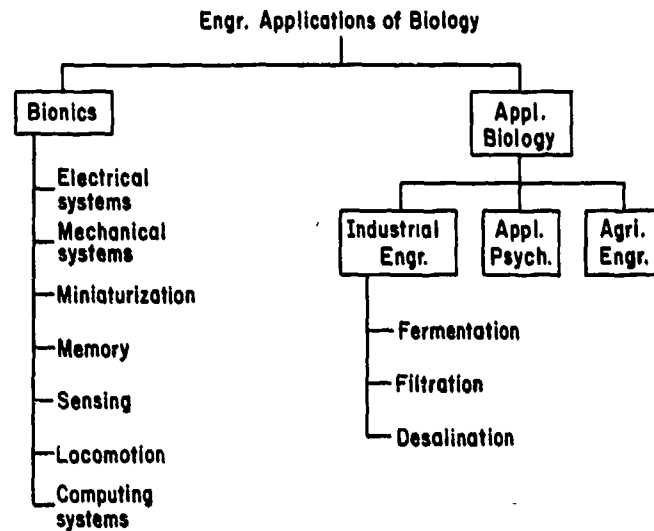 Engr. Applications of Biology
Bionics
Electrical
systems
Mechanical
systems
Miniaturization
Memory
Sensing
Locomotion
Computing
systems
Appl.
Biology
Industrial
Engr.
Appl.
Psych.
Agri.
Engr.
Fermentation
Filtration
Desalination